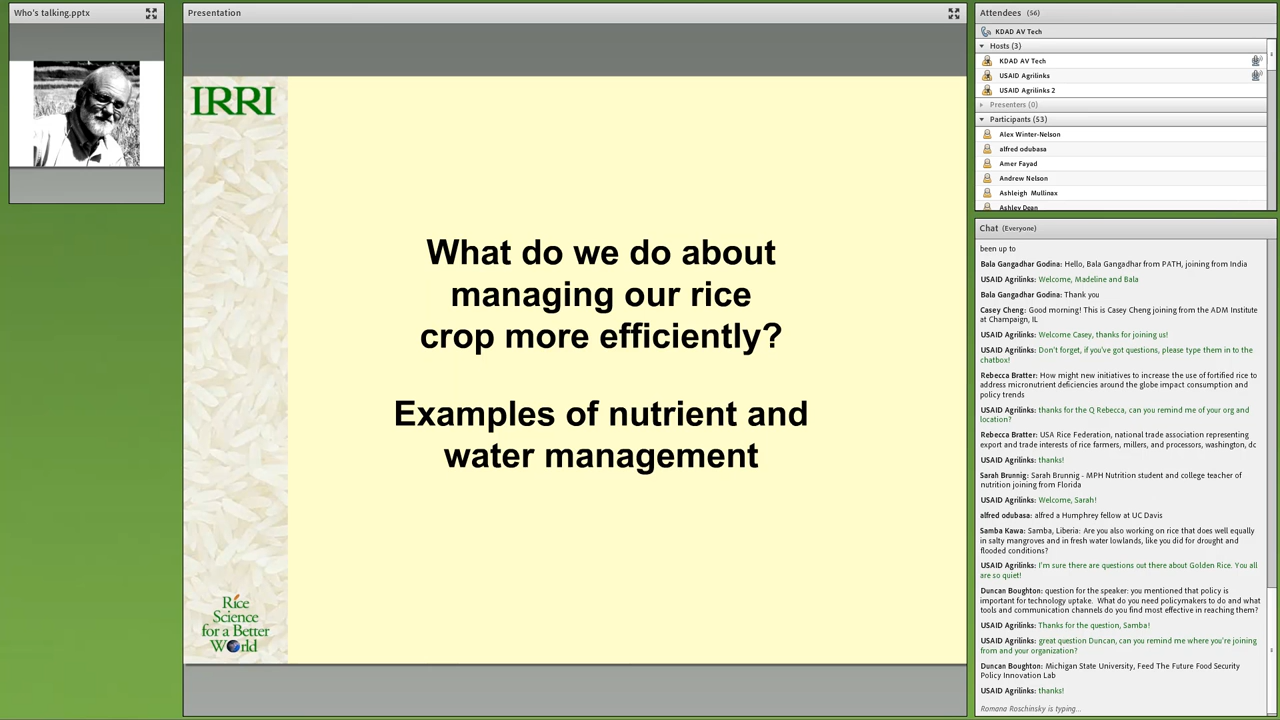 Who's talking.pptx
Presentation
IRRI
What do we do about
managing our rice
crop more efficiently?
Examples of nutrient and
water management
Rice
Science
for a Better
World
Attendees (56)
KDAD AV Tech
Hosts (3)
KDAD AV Tech
USAID Agrilinks
USAID Agrilinks 2
Presenters (0)
Participants (53)
Alex Winter-Nelson
alfred odubasa
Amer Fayad
Andrew Nelson
Ashleigh Mullinax
Ashley Dean
Chat (Everyone)
been up to
Bala Gangadhar Godina: Hello, Bala Gangadhar from PATH, joining from India
USAID Agrilinks: Welcome, Madeline and Bala
Bala Gangadhar Godina: Thank you
Casey Cheng: Good morning! This is Casey Cheng joining from the ADM Institute
at Champaign, IL
USAID Agrilinks: Welcome Casey, thanks for joining us!
USAID Agrilinks: Don't forget, if you've got questions, please type them in to the
chatbox!
Rebecca Bratter: How might new initiatives to increase the use of fortified rice to
address micronutrient deficiencies around the globe impact consumption and
policy trends
USAID Agrilinks: thanks for the Q Rebecca, can you remind me of your org and
location?
Rebecca Bratter: USA Rice Federation, national trade association representing
export and trade interests of rice farmers, millers, and processors, washington, dc
USAID Agrilinks: thanks!
Sarah Brunnig: Sarah Brunnig - MPH Nutrition student and college teacher of
nutrition joining from Florida
USAID Agrilinks: Welcome, Sarah!
alfred odubasa: alfred a Humphrey fellow at UC Davis
Samba Kawa: Samba, Liberia: Are you also working on rice that does well equally
in salty mangroves and in fresh water lowlands, like you did for drought and
flooded conditions?
USAID Agrilinks: I'm sure there are questions out there about Golden Rice. You all
are so quiet!
Duncan Boughton: question for the speaker: you mentioned that policy is
important for technology uptake. What do you need policymakers to do and what
tools and communication channels do you find most effective in reaching them?
USAID Agrilinks: Thanks for the question, Samba!
USAID Agrilinks: great question Duncan, can you remind me where you're joining
from and your organization?
Duncan Boughton: Michigan State University, Feed The Future Food Security
Policy Innovation Lab
USAID Agrilinks: thanks!
Romana Roschinsky is typing...